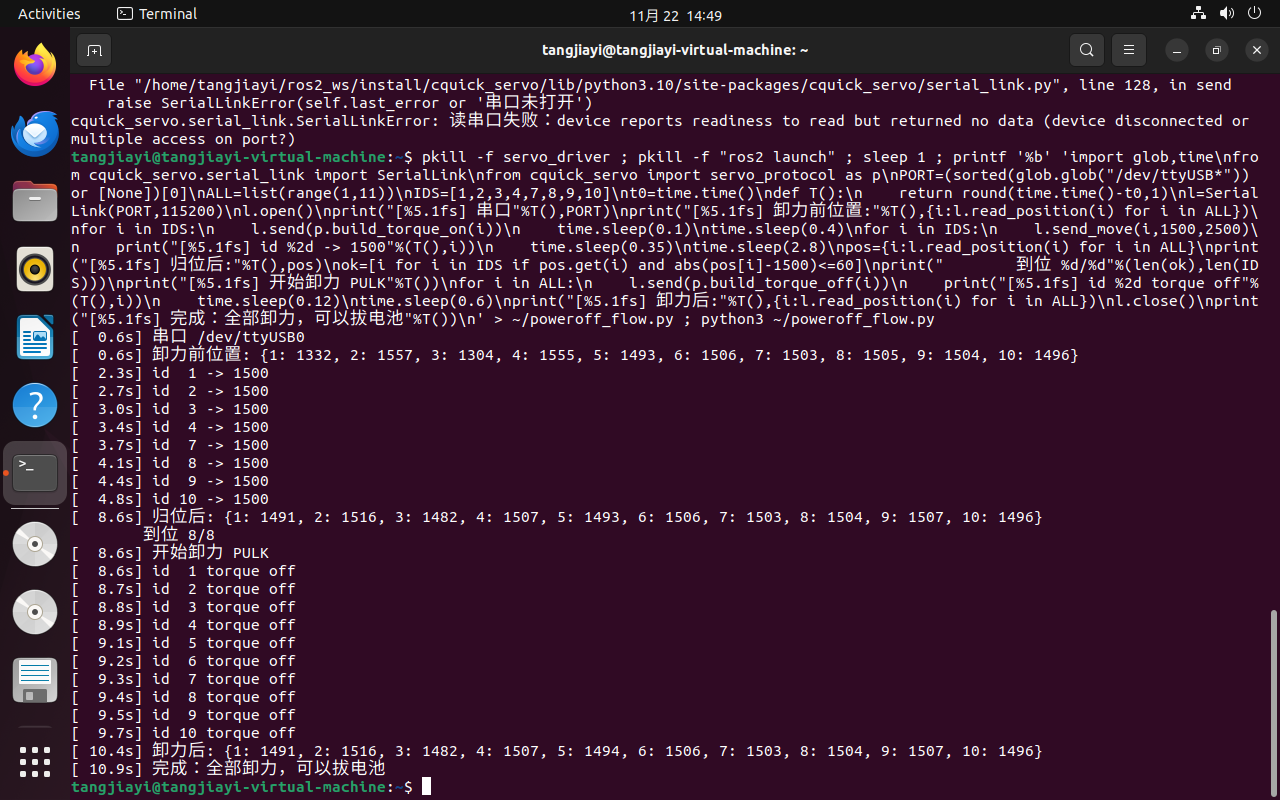 Activities
Terminal
11月 22 14:49
tangjiayi@tangjiayi-virtual-machine: ~
File "/home/tangjiayi/ros2_ws/install/cquick_servo/lib/python3.10/site-packages/cquick_servo/serial_link.py", line 128, in send
raise SerialLinkError(self.last_error or '串口未打开')
cquick_servo.serial_link.SerialLinkError: 读串口失败：device reports readiness to read but returned no data (device disconnected or
multiple access on port?)
tangjiayi@tangjiayi-virtual-machine:~$ pkill -f servo_driver ; pkill -f "ros2 launch" ; sleep 1 ; printf '%b' 'import glob,time\nfro
m cquick_servo.serial_link import SerialLink\nfrom cquick_servo import servo_protocol as p\nPORT=(sorted(glob.glob("/dev/ttyUSB*"))
or [None])[0]\nALL=list(range(1,11))\nIDS=[1,2,3,4,7,8,9,10]\nt0=time.time()\ndef T():\n    return round(time.time()-t0,1)\nl=Serial
Link(PORT,115200)\nl.open()\nprint("[%5.1fs] 串口"%T(),PORT)\nprint("[%5.1fs] 卸力前位置:"%T(),{i:l.read_position(i) for i in ALL})\
nfor i in IDS:\n    l.send(p.build_torque_on(i))\n    time.sleep(0.1)\ntime.sleep(0.4)\nfor i in IDS:\n    l.send_move(i,1500,2500)\
n    print("[%5.1fs] id %2d -> 1500"%(T(),i))\n    time.sleep(0.35)\ntime.sleep(2.8)\npos={i:l.read_position(i) for i in ALL}\nprint
("[%5.1fs] 归位后:"%T(),pos)\nok=[i for i in IDS if pos.get(i) and abs(pos[i]-1500)<=60]\nprint("        到位 %d/%d"%(len(ok),len(ID
S)))\nprint("[%5.1fs] 开始卸力 PULK"%T())\nfor i in ALL:\n    l.send(p.build_torque_off(i))\n    print("[%5.1fs] id %2d torque off"%
(T(),i))\n    time.sleep(0.12)\ntime.sleep(0.6)\nprint("[%5.1fs] 卸力后:"%T(),{i:l.read_position(i) for i in ALL})\nl.close()\nprint
("[%5.1fs] 完成：全部卸力，可以拔电池"%T())\n' > ~/poweroff_flow.py ; python3 ~/poweroff_flow.py
[  0.6s] 串口 /dev/ttyUSB0
[  0.6s] 卸力前位置: {1: 1332, 2: 1557, 3: 1304, 4: 1555, 5: 1493, 6: 1506, 7: 1503, 8: 1505, 9: 1504, 10: 1496}
[  2.3s] id  1 -> 1500
[  2.7s] id  2 -> 1500
[  3.0s] id  3 -> 1500
[  3.4s] id  4 -> 1500
[  3.7s] id  7 -> 1500
[  4.1s] id  8 -> 1500
[  4.4s] id  9 -> 1500
[  4.8s] id 10 -> 1500
[  8.6s] 归位后: {1: 1491, 2: 1516, 3: 1482, 4: 1507, 5: 1493, 6: 1506, 7: 1503, 8: 1504, 9: 1507, 10: 1496}
到位 8/8
[  8.6s] 开始卸力 PULK
[  8.6s] id  1 torque off
[  8.7s] id  2 torque off
[  8.8s] id  3 torque off
[  8.9s] id  4 torque off
[  9.1s] id  5 torque off
[  9.2s] id  6 torque off
[  9.3s] id  7 torque off
[  9.4s] id  8 torque off
[  9.5s] id  9 torque off
[  9.7s] id 10 torque off
[ 10.4s] 卸力后: {1: 1491, 2: 1516, 3: 1482, 4: 1507, 5: 1494, 6: 1506, 7: 1503, 8: 1504, 9: 1507, 10: 1496}
[ 10.9s] 完成：全部卸力，可以拔电池
tangjiayi@tangjiayi-virtual-machine:~$